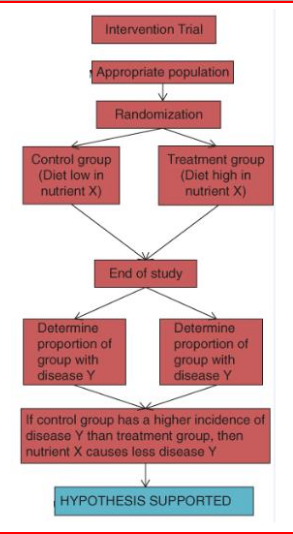 Intervention Trial
Appropriate population
Randomization
Control group
(Diet low in
nutrient X)
Treatment group
(Diet high in
nutrient X)
End of study
Determine
proportion of
group with
disease Y
Determine
proportion of
group with
disease Y
If control group has a higher incidence of
disease Y than treatment group, then
nutrient X causes less disease Y
HYPOTHESIS SUPPORTED